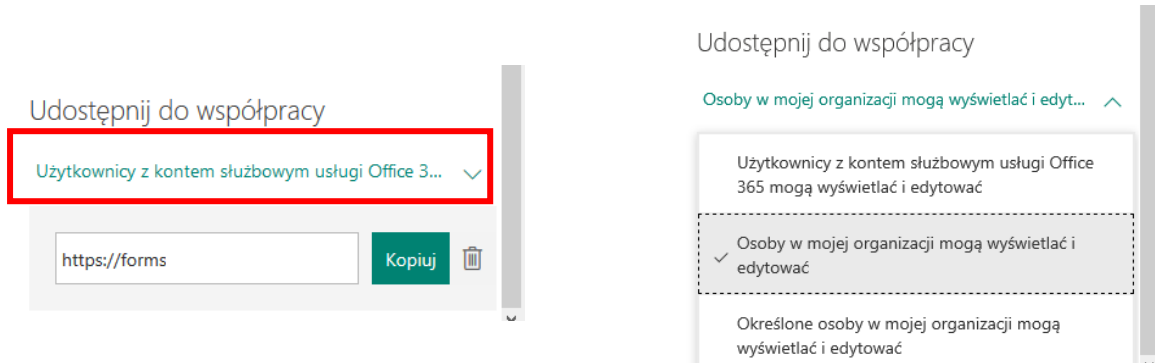 Udostępnij do współpracy
Użytkownicy z kontem służbowym usługi Office 3...
https://forms
Kopiuj
Udostępnij do współpracy
Osoby w mojej organizacji mogą wyświetlać i edyt...
Użytkownicy z kontem służbowym usługi Office
365 mogą wyświetlać i edytować
Osoby w mojej organizacji mogą wyświetlać i
edytować
Określone osoby w mojej organizacji mogą
wyświetlać i edytować